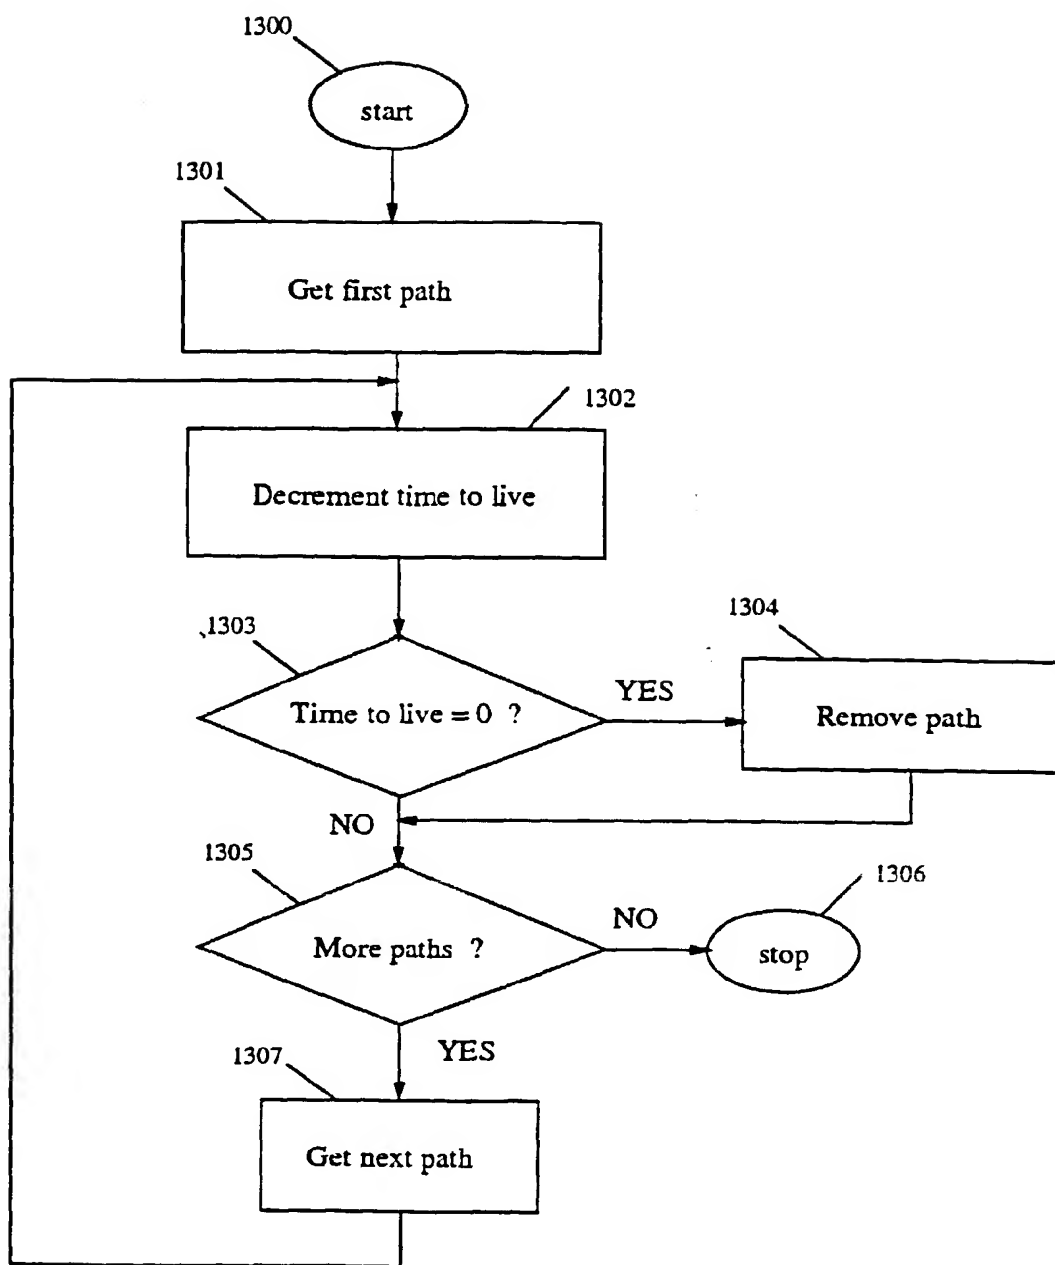 1300
start
1301
Get first path
1302
Decrement time to live
1303
Time to live = 0 ?
YES
1304
Remove path
NO
1305
More paths ?
NO
1306
stop
YES
1307
Get next path